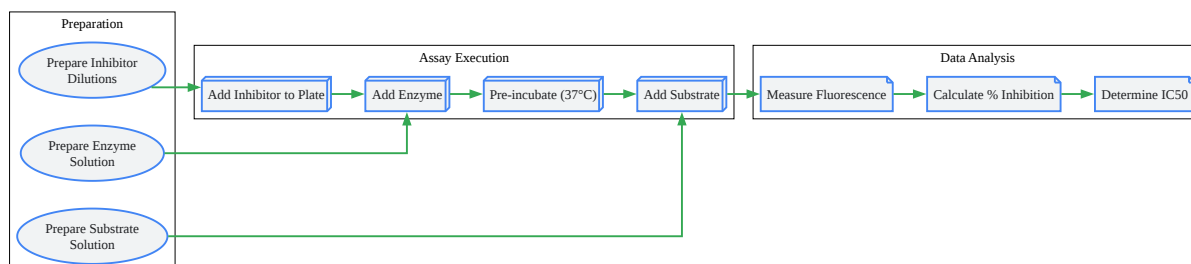 Preparation
Prepare Inhibitor
Dilutions
Prepare Enzyme
Solution
Prepare Substrate
Solution
Assay Execution
Add Inhibitor to Plate
Add Enzyme
Pre-incubate (37°C)
Add Substrate
Data Analysis
Measure Fluorescence
Calculate % Inhibition
Determine IC50